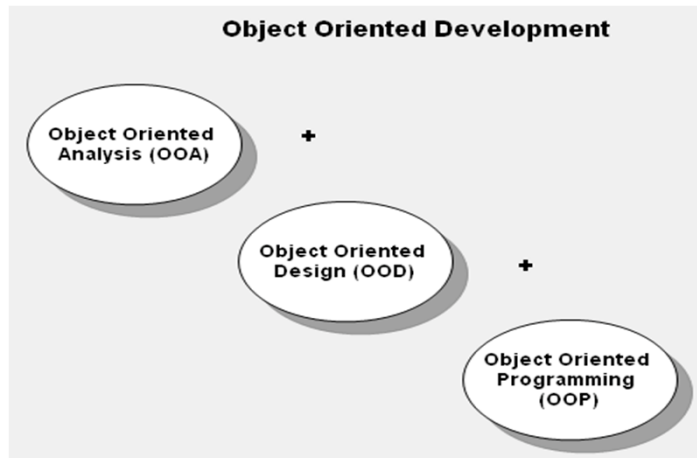 Object Oriented Development
Object Oriented
Analysis (OOA)
+
Object Oriented
Design (OOD)
+
Object Oriented
Programming
(OOP)